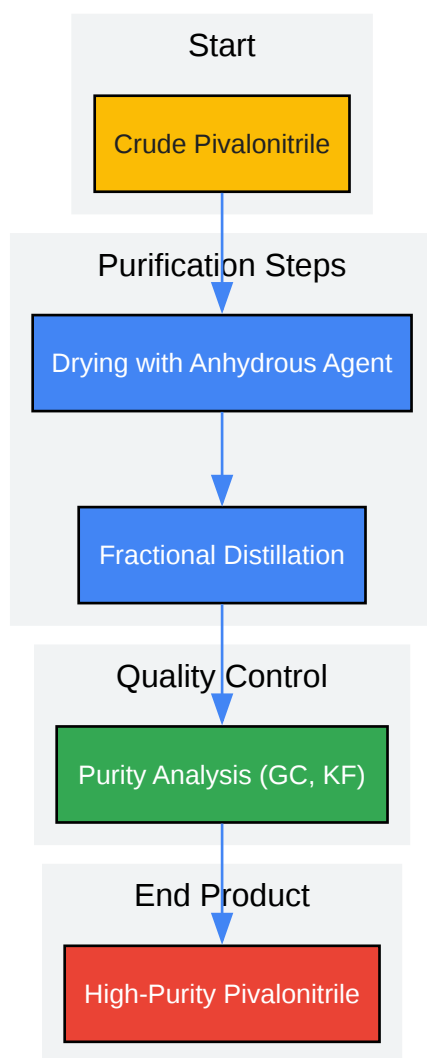 Start
Crude Pivalonitrile
Purification Steps
Drying with Anhydrous Agent
Fractional Distillation
Quality Control
Purity Analysis (GC, KF)
End Product
High-Purity Pivalonitrile